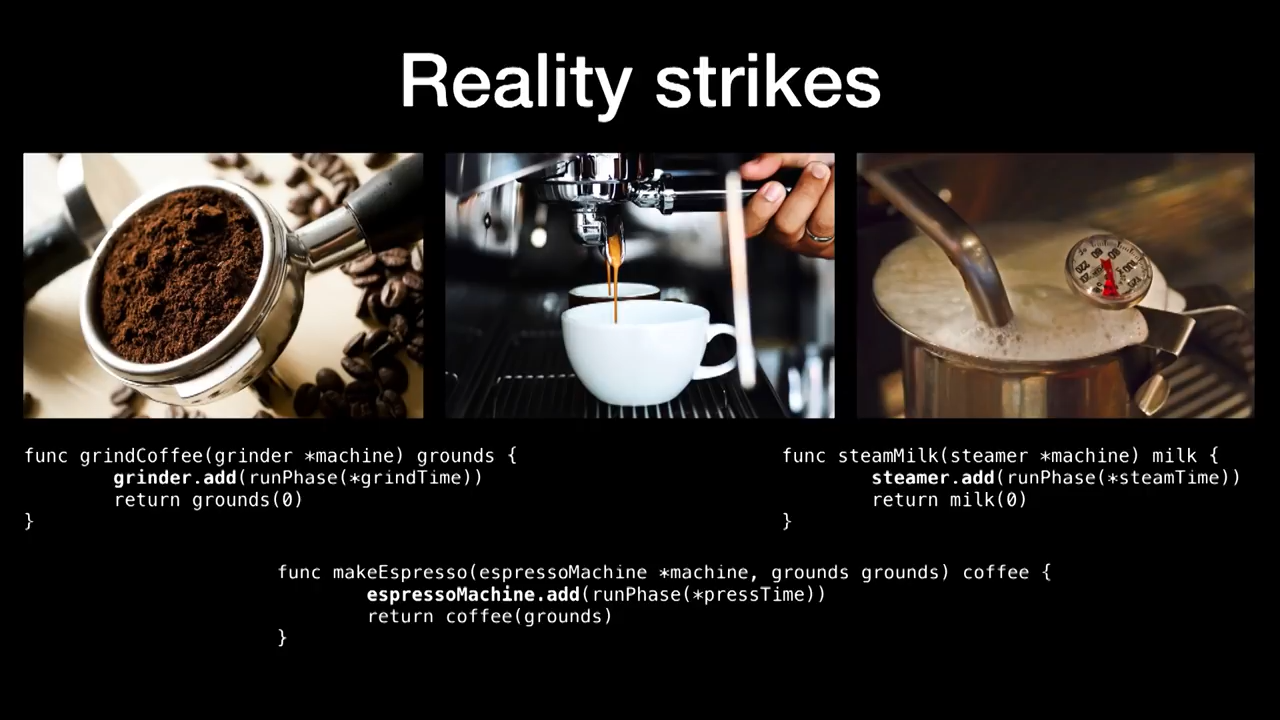 Reality strikes
func grindCoffee(grinder *machine) grounds {
        grinder.add(runPhase(*grindTime))
        return grounds(0)
}
func steamMilk(steamer *machine) milk {
        steamer.add(runPhase(*steamTime))
        return milk(0)
}
func makeEspresso(espressoMachine *machine, grounds grounds) coffee {
        espressoMachine.add(runPhase(*pressTime))
        return coffee(grounds)
}